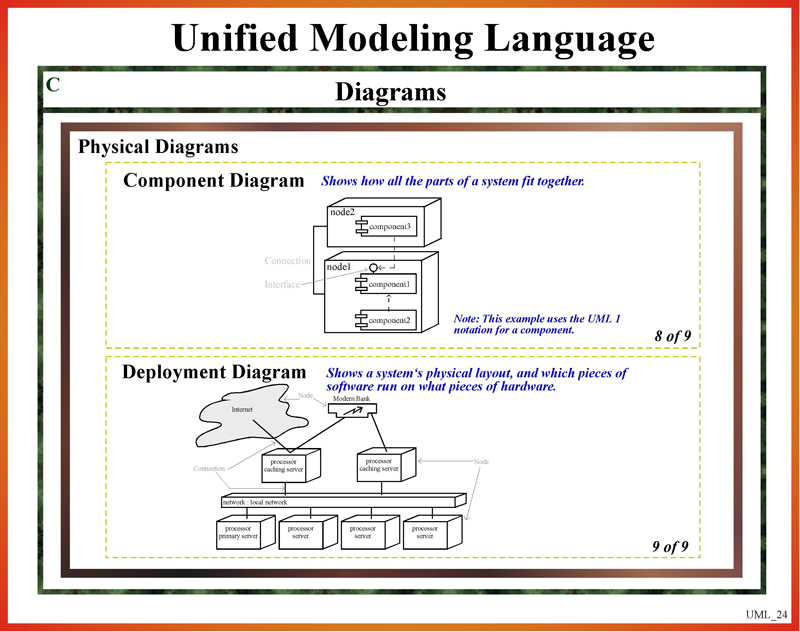 Unified Modeling Language
C
Diagrams
Physical Diagrams
Component Diagram
Shows how all the parts of a system fit together.
node2
component3
Connection
node1
Interface
component1
component2
Note: This example uses the UML 1
notation for a component.
8 of 9
Deployment Diagram
Shows a system's physical layout, and which pieces of
software run on what pieces of hardware.
Node
Modern Bank
Internet
processor
caching server
processor
caching server
Connection
Node
network : local network
processor
primary server
processor
server
processor
server
processor
server
9 of 9
UML_24